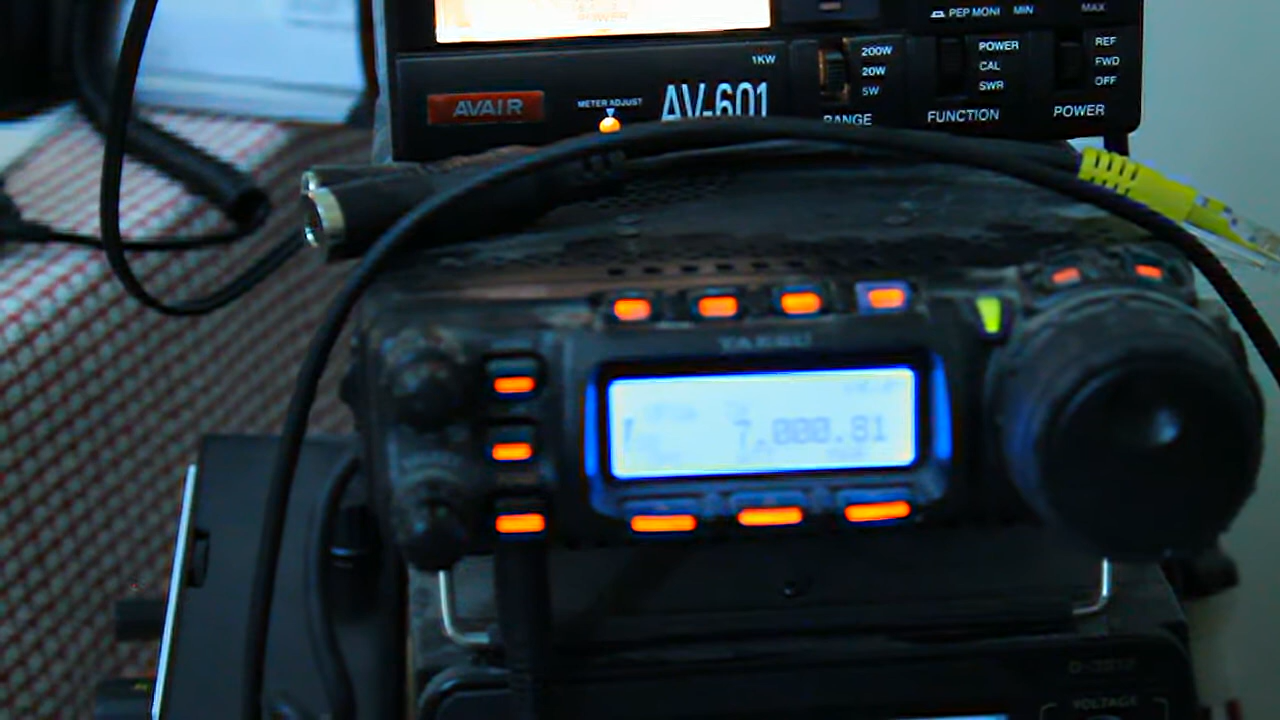 PEP MONI MIN MAX
1KW
200W
20W
5W
RANGE
POWER
CAL
SWR
FUNCTION
REF
FWD
OFF
POWER
AVAIR
METER ADJUST
AV-601
YAESU
7,000.81
VOLTAGE